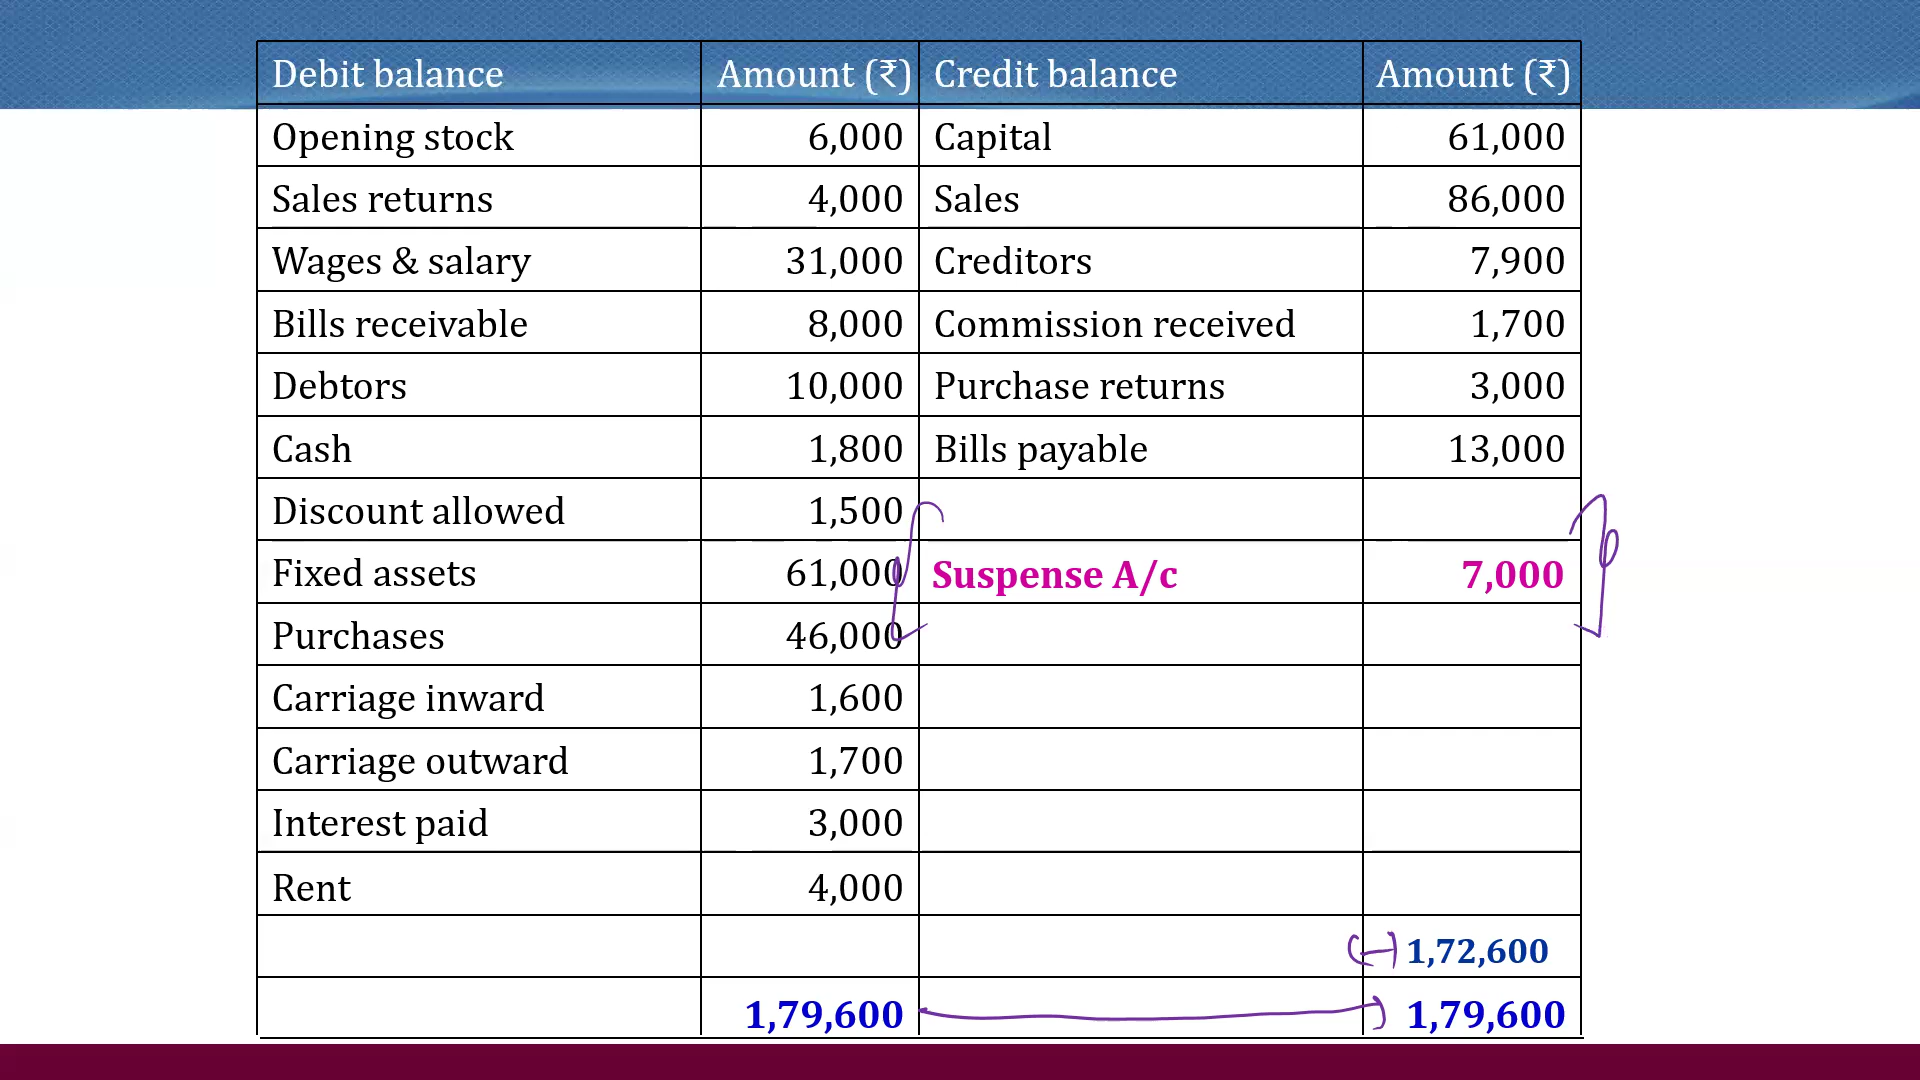 Debit balance Amount (₹) Credit balance Amount (₹)
Opening stock 6,000 Capital 61,000
Sales returns 4,000 Sales 86,000
Wages & salary 31,000 Creditors 7,900
Bills receivable 8,000 Commission received 1,700
Debtors 10,000 Purchase returns 3,000
Cash 1,800 Bills payable 13,000
Discount allowed 1,500
Fixed assets 61,000 Suspense A/c 7,000
Purchases 46,000
Carriage inward 1,600
Carriage outward 1,700
Interest paid 3,000
Rent 4,000
(-) 1,72,600
1,79,600 1,79,600